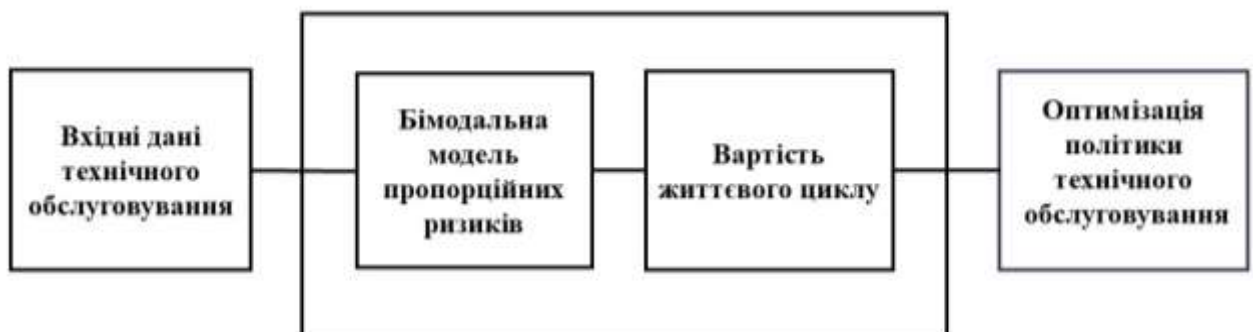 Вхідні дані
технічного
обслуговування
Бімодальна
модель
пропорційних
ризиків
Вартість
життєвого циклу
Оптимізація
політики
технічного
обслуговування